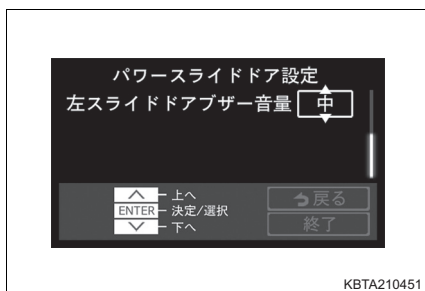 パワースライドドア設定
左スライドドアブザー音量 中
上へ
ENTER 決定/選択
下へ
戻る
終了
KBTA210451